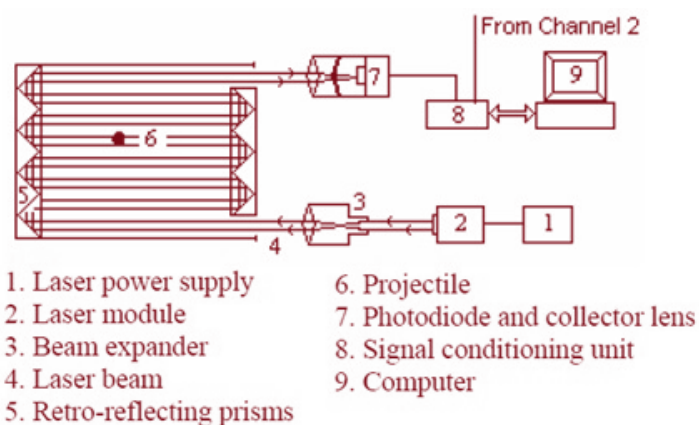 From Channel 2
9
7
8
6
5
3
2
1
4
1. Laser power supply
2. Laser module
3. Beam expander
4. Laser beam
5. Retro-reflecting prisms
6. Projectile
7. Photodiode and collector lens
8. Signal conditioning unit
9. Computer